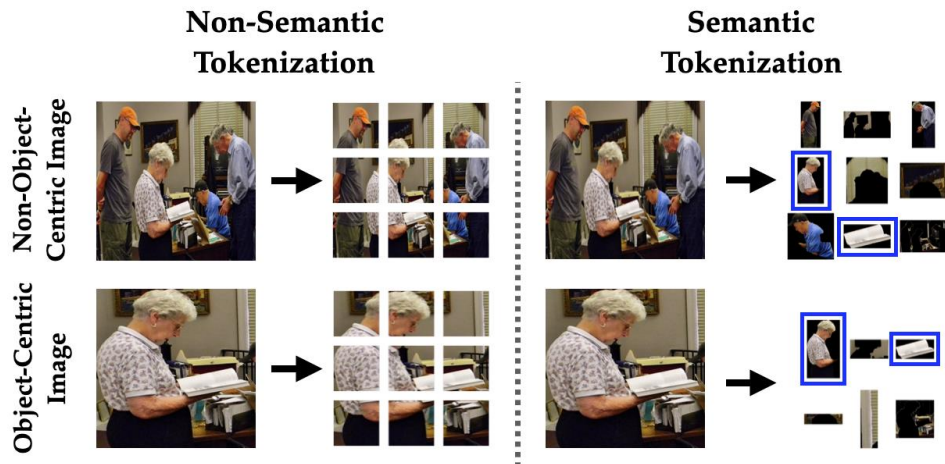 Non-Semantic
Tokenization
Semantic
Tokenization
Non-Object-
Centric Image
Object-Centric
Image